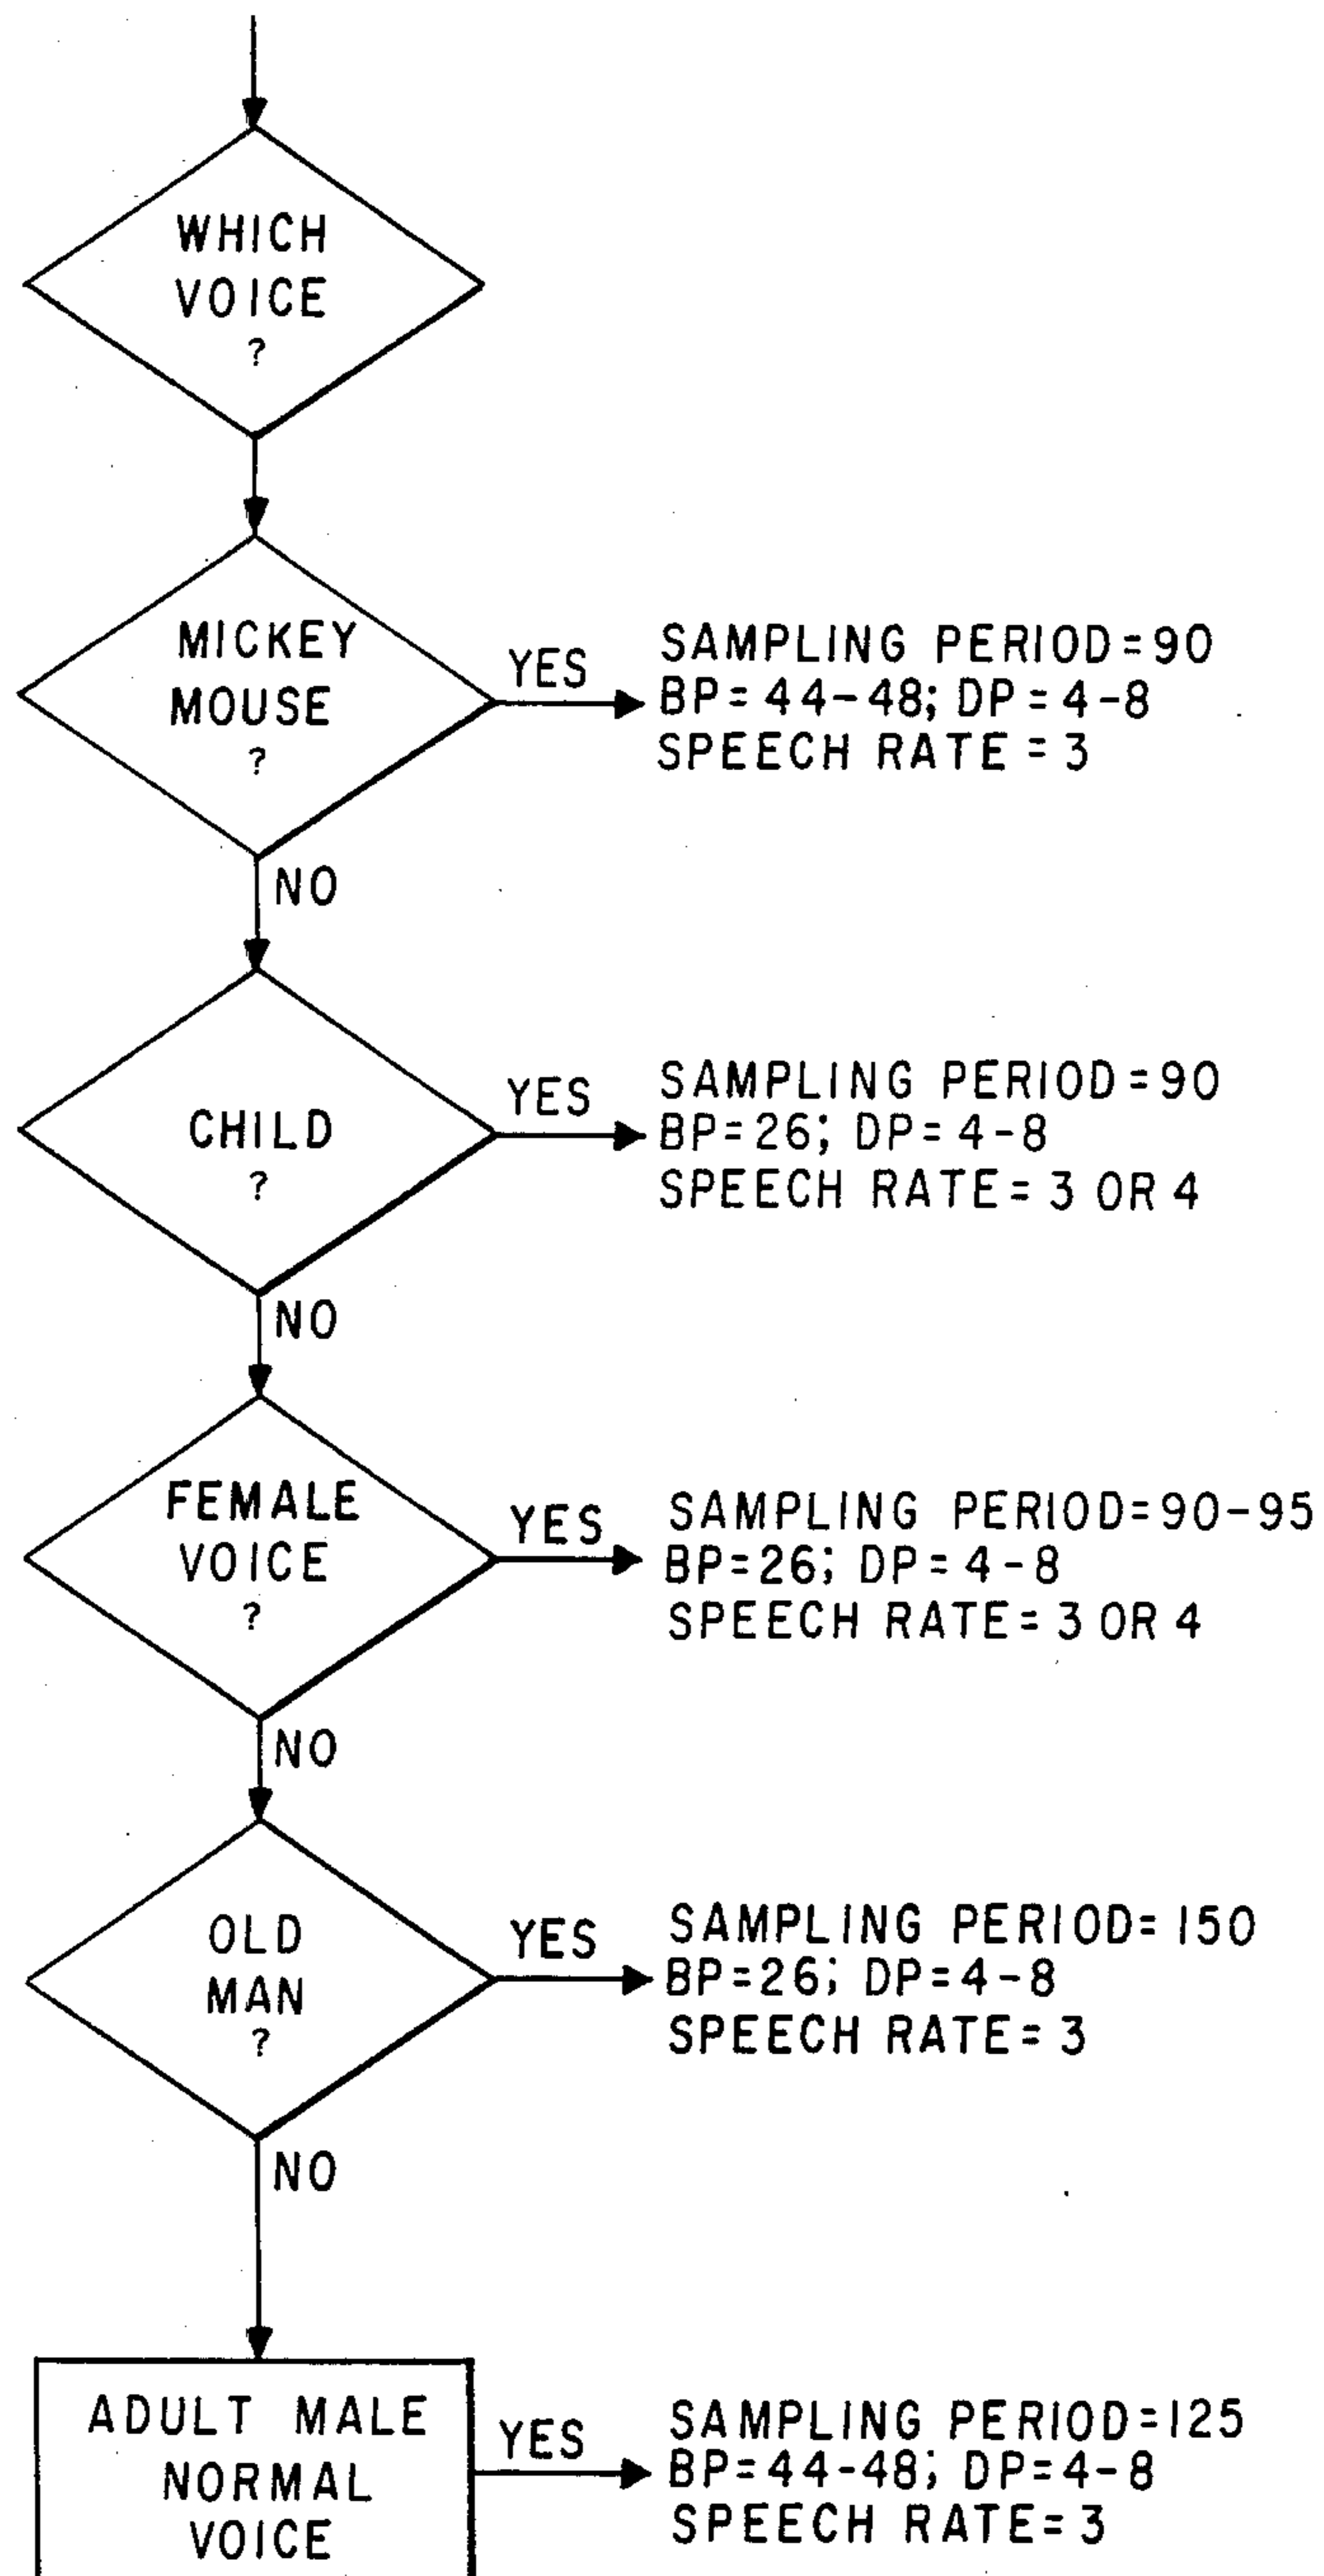 WHICH
VOICE
?
MICKEY
MOUSE
?
YES
SAMPLING PERIOD=90
BP=44-48; DP=4-8
SPEECH RATE=3
NO
CHILD
?
YES
SAMPLING PERIOD=90
BP=26; DP=4-8
SPEECH RATE=3 OR 4
NO
FEMALE
VOICE
?
YES
SAMPLING PERIOD=90-95
BP=26; DP=4-8
SPEECH RATE=3 OR 4
NO
OLD
MAN
?
YES
SAMPLING PERIOD=150
BP=26; DP=4-8
SPEECH RATE=3
NO
ADULT MALE
NORMAL
VOICE
YES
SAMPLING PERIOD=125
BP=44-48; DP=4-8
SPEECH RATE=3